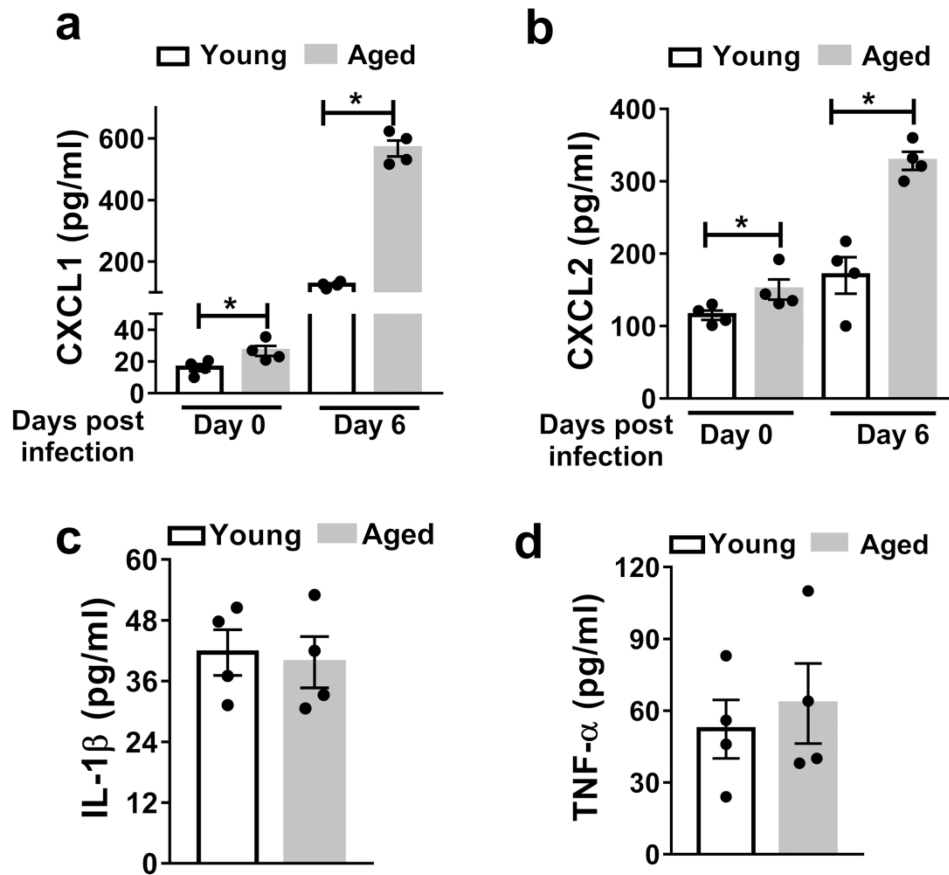 a
Young Aged
CXCL1 (pg/ml)
600
400
200
40
20
0
*
*
Days post
infection
Day 0
Day 6
b
Young Aged
CXCL2 (pg/ml)
400
300
200
100
0
*
*
Days post
infection
Day 0
Day 6
c
Young Aged
IL-1β (pg/ml)
60
48
36
24
12
0
d
Young Aged
TNF-α (pg/ml)
120
90
60
30
0